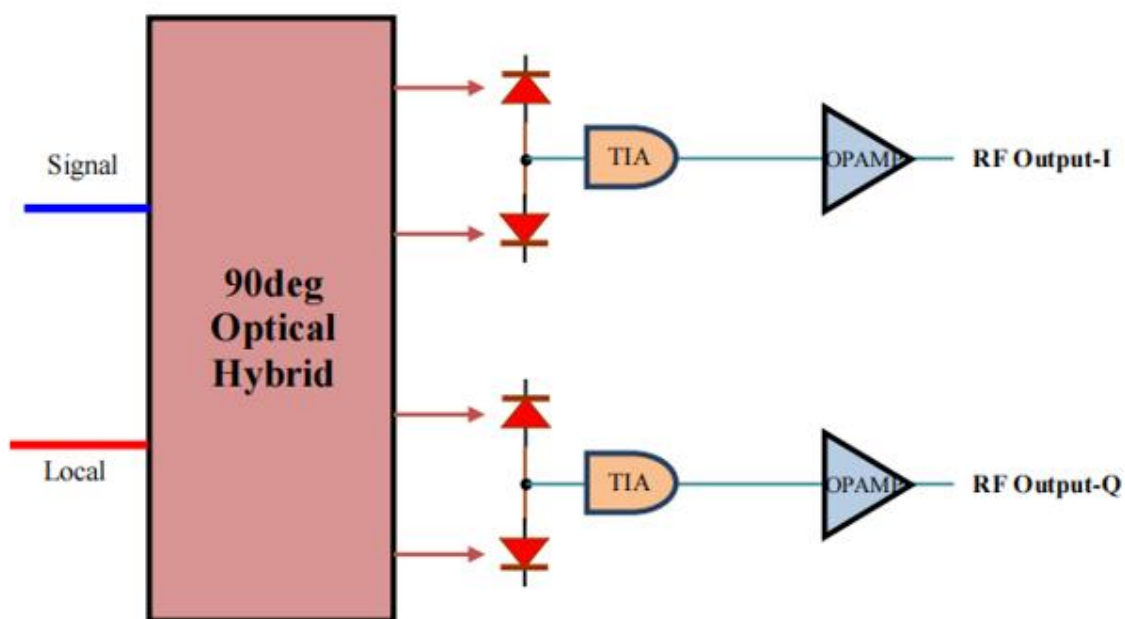 Signal
90deg
Optical
Hybrid
Local
TIA
OPAMP
RF Output-I
TIA
OPAMP
RF Output-Q